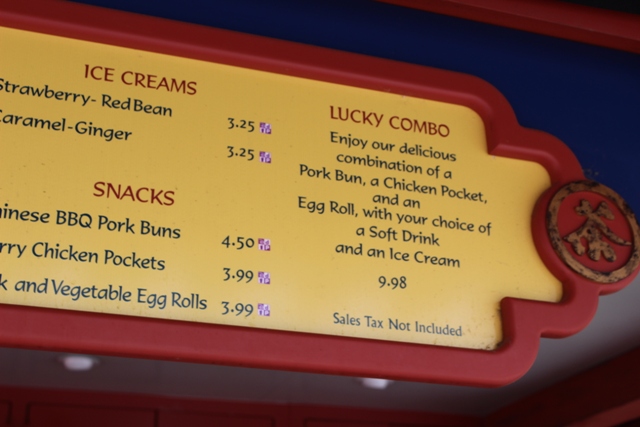 ICE CREAMS
Strawberry-Red Bean 3.25
Caramel-Ginger 3.25
SNACKS
BBQ Pork Buns 4.50
Chicken Pockets 3.99
and Vegetable Egg Rolls 3.99
LUCKY COMBO
Enjoy our delicious
combination of a
Pork Bun, a Chicken Pocket,
and an
Egg Roll, with your choice of
a Soft Drink
and an Ice Cream
9.98
Sales Tax Not Included
茶